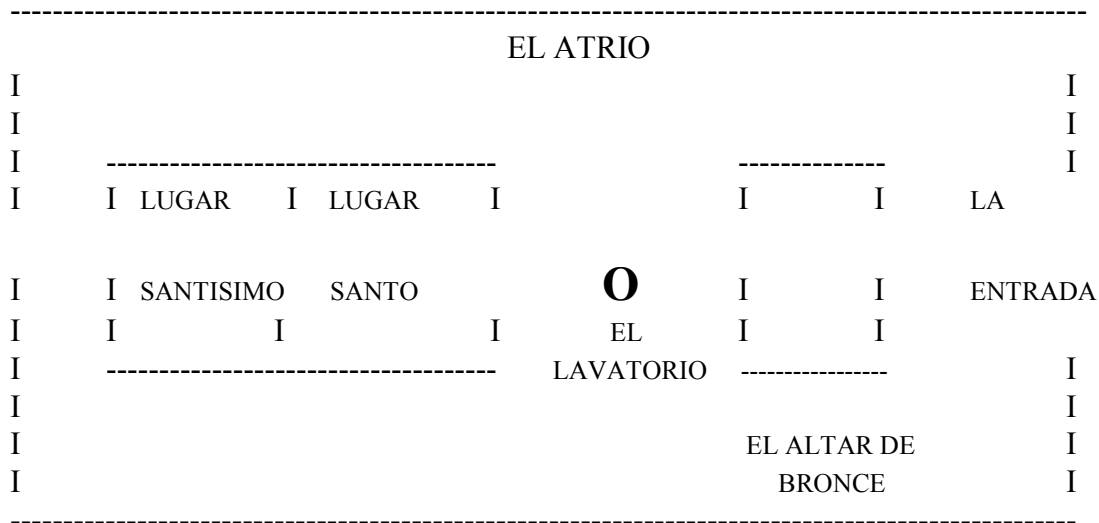 ------------------------------------------------------------------------------------------------------
EL ATRIO
I I
I I
I ------------------------------------- -------------- I
I I LUGAR I LUGAR I I I LA
I I SANTISIMO SANTO O I I ENTRADA
I I I I EL I I
I ------------------------------------- LAVATORIO ----------------- I
I I
I EL ALTAR DE I
I BRONCE I
------------------------------------------------------------------------------------------------------